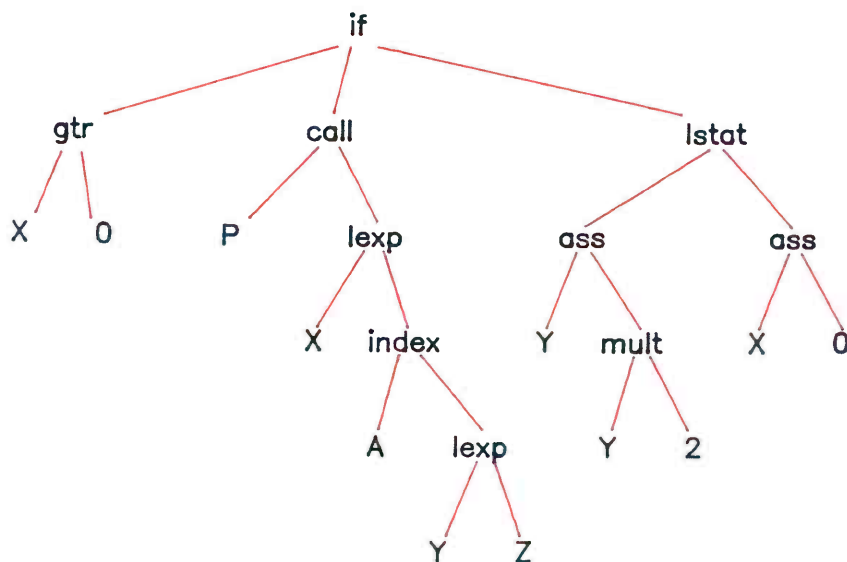 if
gtr call lstat
X 0 P lexp ass ass
X index Y mult X 0
A lexp Y 2
Y Z